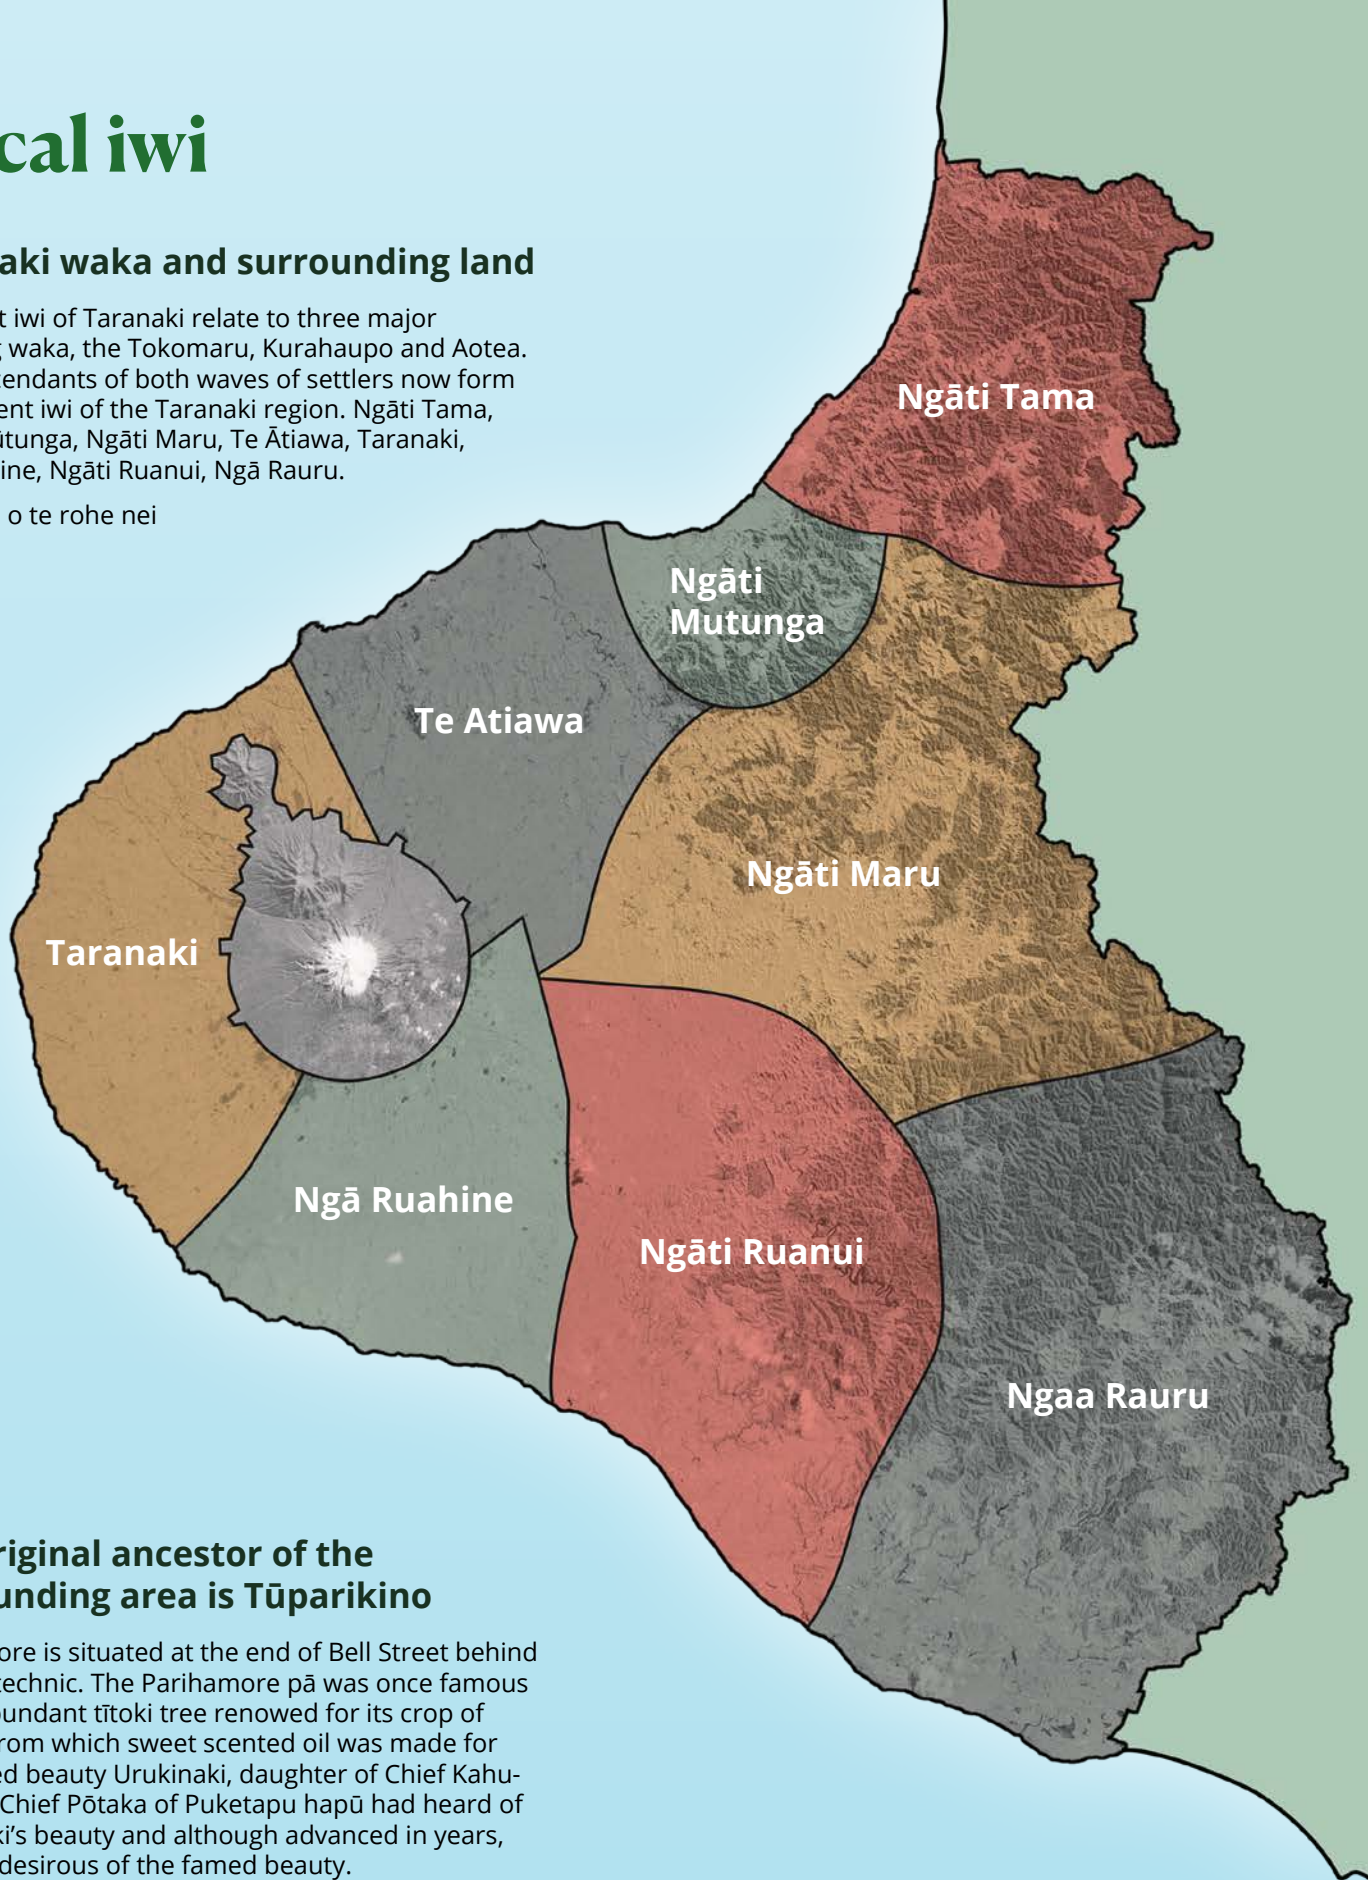 cal iwi
aki waka and surrounding land
t iwi of Taranaki relate to three major
g waka, the Tokomaru, Kurahaupo and Aotea.
endants of both waves of settlers now form
ent iwi of the Taranaki region. Ngāti Tama,
ūtunga, Ngāti Maru, Te Ātiawa, Taranaki,
ine, Ngāti Ruanui, Ngā Rauru.
o te rohe nei
Ngāti Tama
Ngāti
Mutunga
Te Atiawa
Ngāti Maru
Taranaki
Ngā Ruahine
Ngāti Ruanui
Ngaa Rauru
riginal ancestor of the
unding area is Tūparikino
ore is situated at the end of Bell Street behind
technic. The Parihamore pā was once famous
bundant tītoki tree renowed for its crop of
from which sweet scented oil was made for
ed beauty Urukinaki, daughter of Chief Kahu-
Chief Pōtaka of Puketapu hapū had heard of
ki's beauty and although advanced in years,
desirous of the famed beauty.